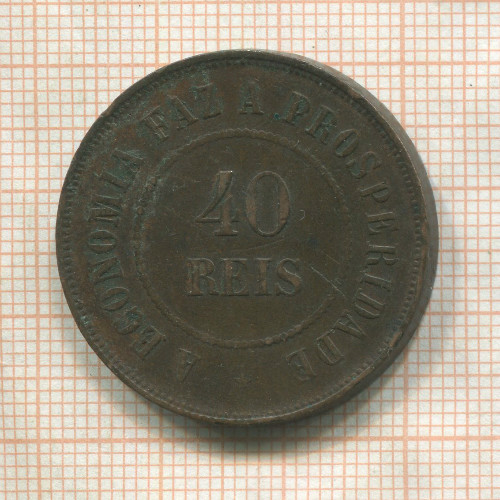 A ECONOMIA FAZ A PROSPERIDADE
40
REIS